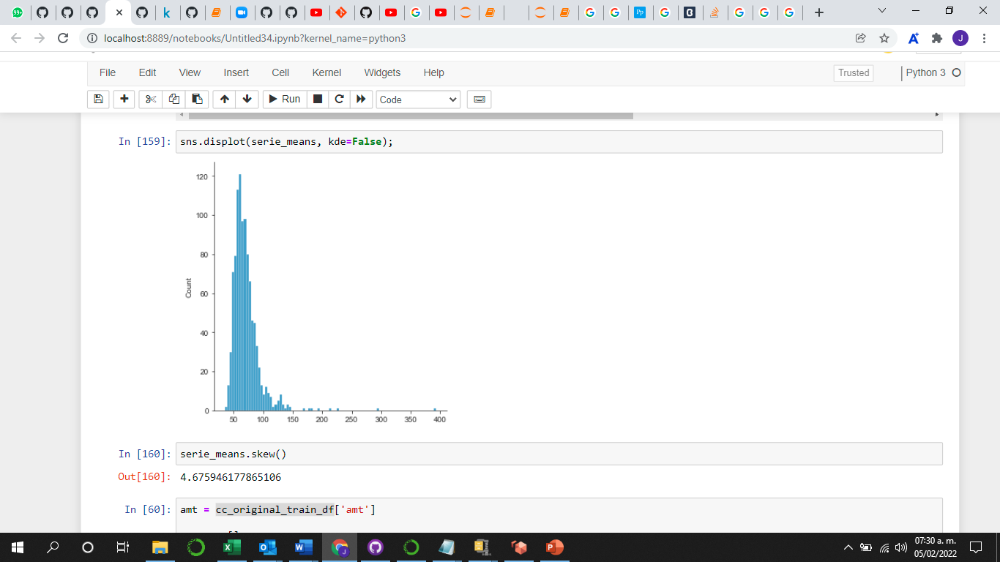 99+
k
Pp
B
localhost:8889/notebooks/Untitled34.ipynb?kernel_name=python3
A+
J
File Edit View Insert Cell Kernel Widgets Help
Trusted
Python 3
Run
Code
In [159]: sns.displot(serie_means, kde=False);
120
100
80
60
40
20
0
Count
50 100 150 200 250 300 350 400
In [160]: serie_means.skew()
Out[160]: 4.675946177865106
In [60]: amt = cc_original_train_df['amt']
07:30 a. m.
05/02/2022